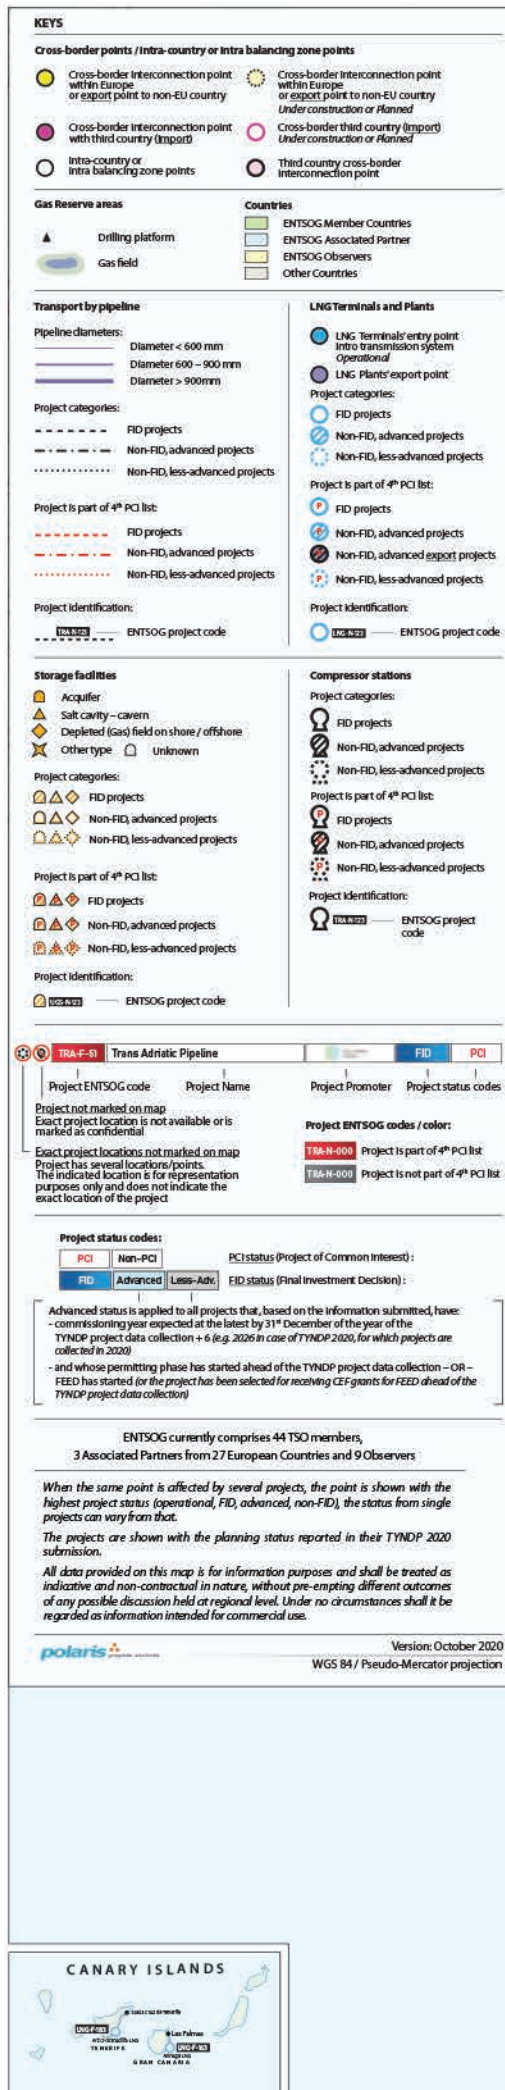 KEYS
Cross-border points / Intra-country or Intra balancing zone points
Cross-border Interconnection point
within Europe
or export point to non-EU country
Cross-border Interconnection point
within Europe
or export point to non-EU country
Under construction or Planned
Cross-border Interconnection point
with third country (Import)
Cross-border third country (Import)
Under construction or Planned
Intra-country or
Intra balancing zone points
Third country cross-border
Interconnection point
Gas Reserve areas
Drilling platform
Gas field
Countries
ENTSOG Member Countries
ENTSOG Associated Partner
ENTSOG Observers
Other Countries
Transport by pipeline
Pipeline diameters:
Diameter < 600 mm
Diameter 600 – 900 mm
Diameter > 900mm
Project categories:
FID projects
Non-FID, advanced projects
Non-FID, less-advanced projects
Project is part of 4th PCI list:
FID projects
Non-FID, advanced projects
Non-FID, less-advanced projects
Project Identification:
TRA-N-123 ENTSOG project code
LNG Terminals and Plants
LNG Terminals' entry point
Intro transmission system
Operational
LNG Plants' export point
Project categories:
FID projects
Non-FID, advanced projects
Non-FID, less-advanced projects
Project is part of 4th PCI list:
P FID projects
P Non-FID, advanced projects
P Non-FID, advanced export projects
P Non-FID, less-advanced projects
Project Identification:
LNG-N-123 ENTSOG project code
Storage facilities
Acquifer
Salt cavity – cavern
Depleted (Gas) field on shore / offshore
Other type Unknown
Project categories:
FID projects
Non-FID, advanced projects
Non-FID, less-advanced projects
Project is part of 4th PCI list:
P P P FID projects
P P P Non-FID, advanced projects
P P P Non-FID, less-advanced projects
Project Identification:
UGS-N-123 ENTSOG project code
Compressor stations
Project categories:
FID projects
Non-FID, advanced projects
Non-FID, less-advanced projects
Project is part of 4th PCI list:
P FID projects
P Non-FID, advanced projects
P Non-FID, less-advanced projects
Project Identification:
TRA-N-123 ENTSOG project
code
TRA-F-51 Trans Adriatic Pipeline FID PCI
Project ENTSOG code Project Name Project Promoter Project status codes
Project not marked on map
Exact project location is not available or is
marked as confidential
Exact project locations not marked on map
Project has several locations/points.
The indicated location is for representation
purposes only and does not indicate the
exact location of the project
Project ENTSOG codes / color:
TRA-N-000 Project is part of 4th PCI list
TRA-N-000 Project is not part of 4th PCI list
Project status codes:
PCI Non-PCI PCI status (Project of Common Interest) :
FID Advanced Less-Adv. FID status (Final Investment Decision) :
Advanced status is applied to all projects that, based on the information submitted, have:
- commissioning year expected at the latest by 31st December of the year of the
TYNDP project data collection + 6 (e.g. 2026 in case of TYNDP 2020, for which projects are
collected in 2020)
- and whose permitting phase has started ahead of the TYNDP project data collection – OR –
FEED has started (or the project has been selected for receiving CEF grants for FEED ahead of the
TYNDP project data collection)
ENTSOG currently comprises 44 TSO members,
3 Associated Partners from 27 European Countries and 9 Observers
When the same point is affected by several projects, the point is shown with the
highest project status (operational, FID, advanced, non-FID), the status from single
projects can vary from that.
The projects are shown with the planning status reported in their TYNDP 2020
submission.
All data provided on this map is for information purposes and shall be treated as
indicative and non-contractual in nature, without pre-empting different outcomes
of any possible discussion held at regional level. Under no circumstances shall it be
regarded as information intended for commercial use.
polaris
Version: October 2020
WGS 84 / Pseudo-Mercator projection
CANARY ISLANDS
TENERIFE
Las Palmas
LNG-F-163
GRAN CANARIA